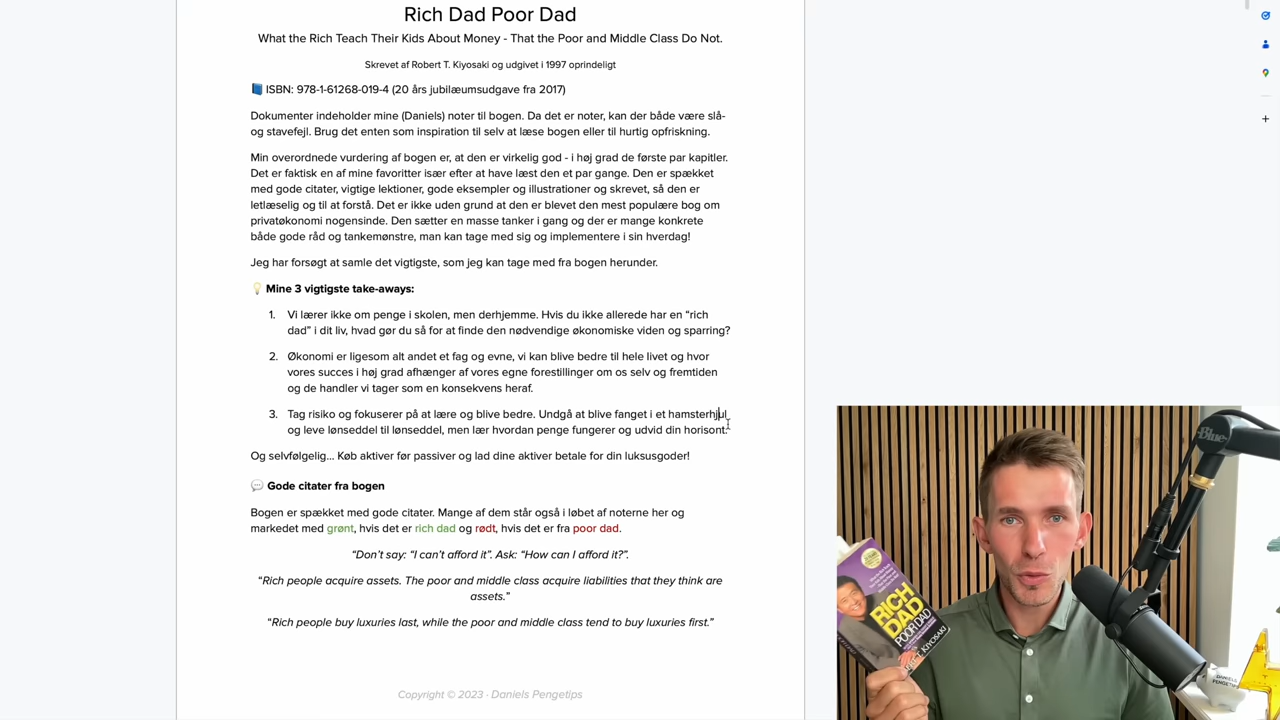 Rich Dad Poor Dad
What the Rich Teach Their Kids About Money - That the Poor and Middle Class Do Not.
Skrevet af Robert T. Kiyosaki og udgivet i 1997 oprindeligt
ISBN: 978-1-61268-019-4 (20 års jubilæumsudgave fra 2017)
Dokumenter indeholder mine (Daniels) noter til bogen. Da det er noter, kan der både være slå-
og stavefejl. Brug det enten som inspiration til selv at læse bogen eller til hurtig opfriskning.
Min overordnede vurdering af bogen er, at den er virkelig god - i høj grad de første par kapitler.
Det er faktisk en af mine favoritter især efter at have læst den et par gange. Den er spækket
med gode citater, vigtige lektioner, gode eksempler og illustrationer og skrevet, så den er
letlæselig og til at forstå. Det er ikke uden grund at den er blevet den mest populære bog om
privatøkonomi nogensinde. Den sætter en masse tanker i gang og der er mange konkrete
både gode råd og tankemønstre, man kan tage med sig og implementere i sin hverdag!
Jeg har forsøgt at samle det vigtigste, som jeg kan tage med fra bogen herunder.
Mine 3 vigtigste take-aways:
1. Vi lærer ikke om penge i skolen, men derhjemme. Hvis du ikke allerede har en “rich
dad” i dit liv, hvad gør du så for at finde den nødvendige økonomiske viden og sparring?
2. Økonomi er ligesom alt andet et fag og evne, vi kan blive bedre til hele livet og hvor
vores succes i høj grad afhænger af vores egne forestillinger om os selv og fremtiden
og de handler vi tager som en konsekvens heraf.
3. Tag risiko og fokuserer på at lære og blive bedre. Undgå at blive fanget i et hamsterhjul
og leve lønseddel til lønseddel, men lær hvordan penge fungerer og udvid din horisont.
Og selvfølgelig... Køb aktiver før passiver og lad dine aktiver betale for din luksusgoder!
Gode citater fra bogen
Bogen er spækket med gode citater. Mange af dem står også i løbet af noterne her og
markedet med grønt, hvis det er rich dad og rødt, hvis det er fra poor dad.
“Don’t say: “I can’t afford it”. Ask: “How can I afford it?”.
“Rich people acquire assets. The poor and middle class acquire liabilities that they think are
assets.”
“Rich people buy luxuries last, while the poor and middle class tend to buy luxuries first.”
Copyright © 2023 · Daniels Pengetips
Blue
RICH
DAD
POOR DAD
KIYOSAKI
DANIELS
PENGETIPS